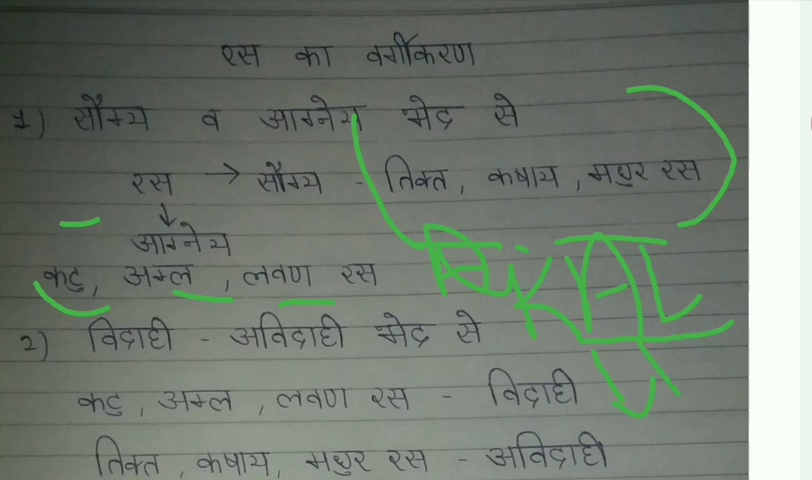 रस का वर्गीकरण
1) सौम्य व आग्नेय भेद से
रस → सौम्य - तिक्त, कषाय, मधुर रस
↓
आग्नेय
कटु, अम्ल, लवण रस
2) विदाही - अविदाही भेद से
कटु, अम्ल, लवण रस - विदाही
तिक्त, कषाय, मधुर रस - अविदाही